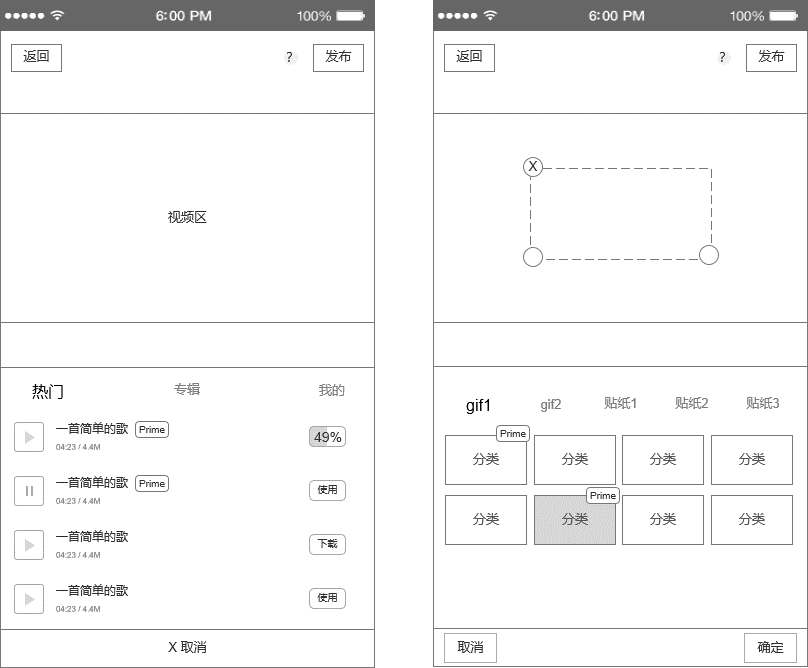 6:00 PM 100%
返回 ? 发布
视频区
热门 专辑 我的
一首简单的歌 Prime
04:23 / 4.4M
49%
一首简单的歌 Prime
04:23 / 4.4M
使用
一首简单的歌
04:23 / 4.4M
下载
一首简单的歌
04:23 / 4.4M
使用
X 取消
6:00 PM 100%
返回 ? 发布
X
gif1 gif2 贴纸1 贴纸2 贴纸3
Prime
分类 分类 分类 分类
Prime
分类 分类 分类 分类
取消 确定